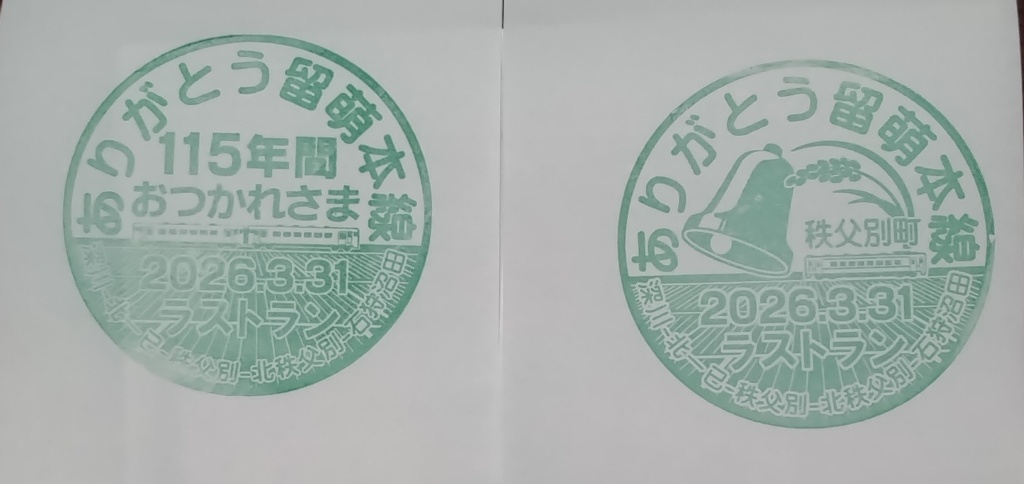 ありがとう留萌本線
115年間
おつかれさま
2026.3.31
ラストラン
深川-北一已-秩父別-北秩父別-石狩沼田
ありがとう留萌本線
秩父別町
2026.3.31
ラストラン
深川-北一已-秩父別-北秩父別-石狩沼田